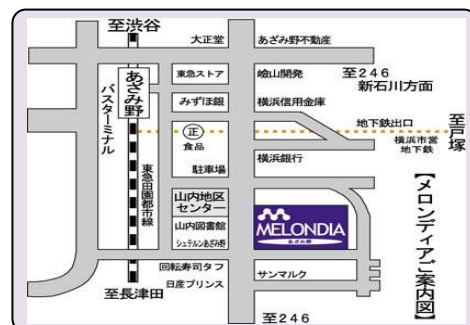 至渋谷
大正堂
あざみ野不動産
東急ストア
嶮山開発
至246
新石川方面
あざみ野
バスターミナル
みずほ銀
横浜信用金庫
地下鉄出口
至戸塚
正
食品
横浜市営
地下鉄
横浜銀行
駐車場
東急田園都市線
山内地区
センター
山内図書館
シュテルンあざみ野
MELONDIA
あざみ野
【メロンディアご案内図】
回転寿司タフ
日産プリンス
サンマルク
至長津田
至246